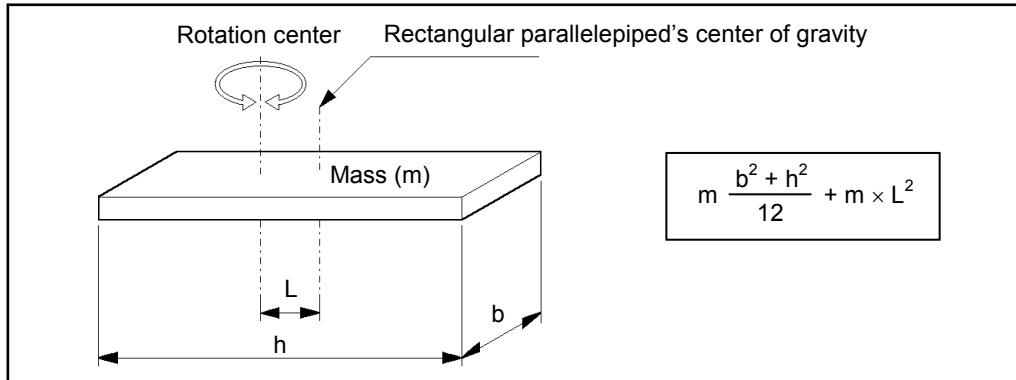 Rotation center
Rectangular parallelepiped's center of gravity
Mass (m)
m (b² + h²)/12 + m × L²
L
b
h